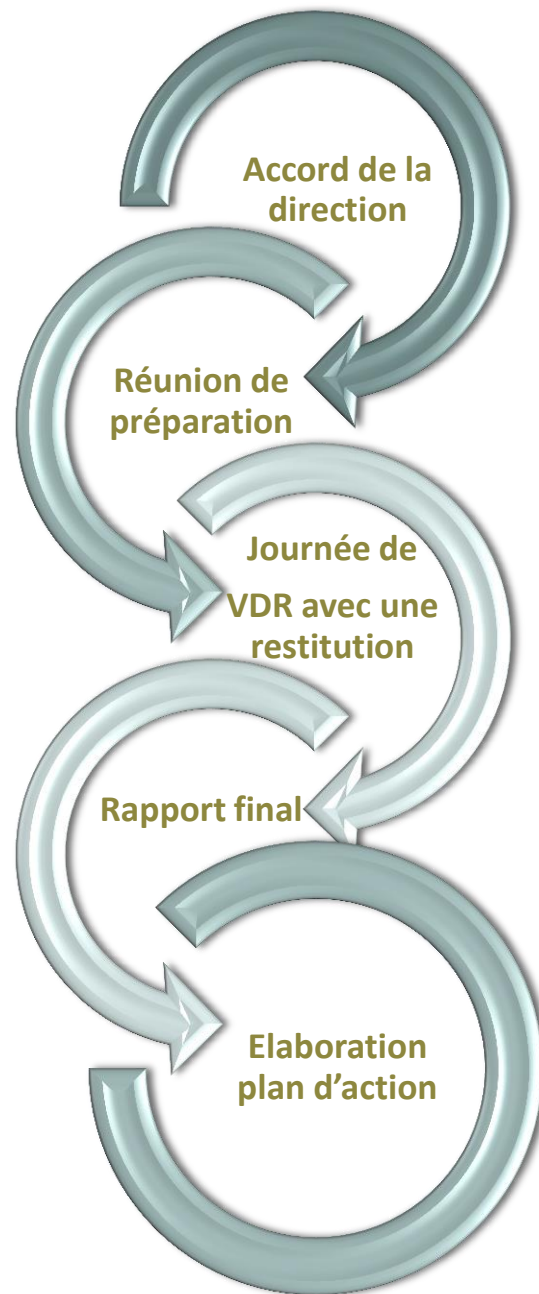 Accord de la
direction
Réunion de
préparation
Journée de
VDR avec une
restitution
Rapport final
Elaboration
plan d’action